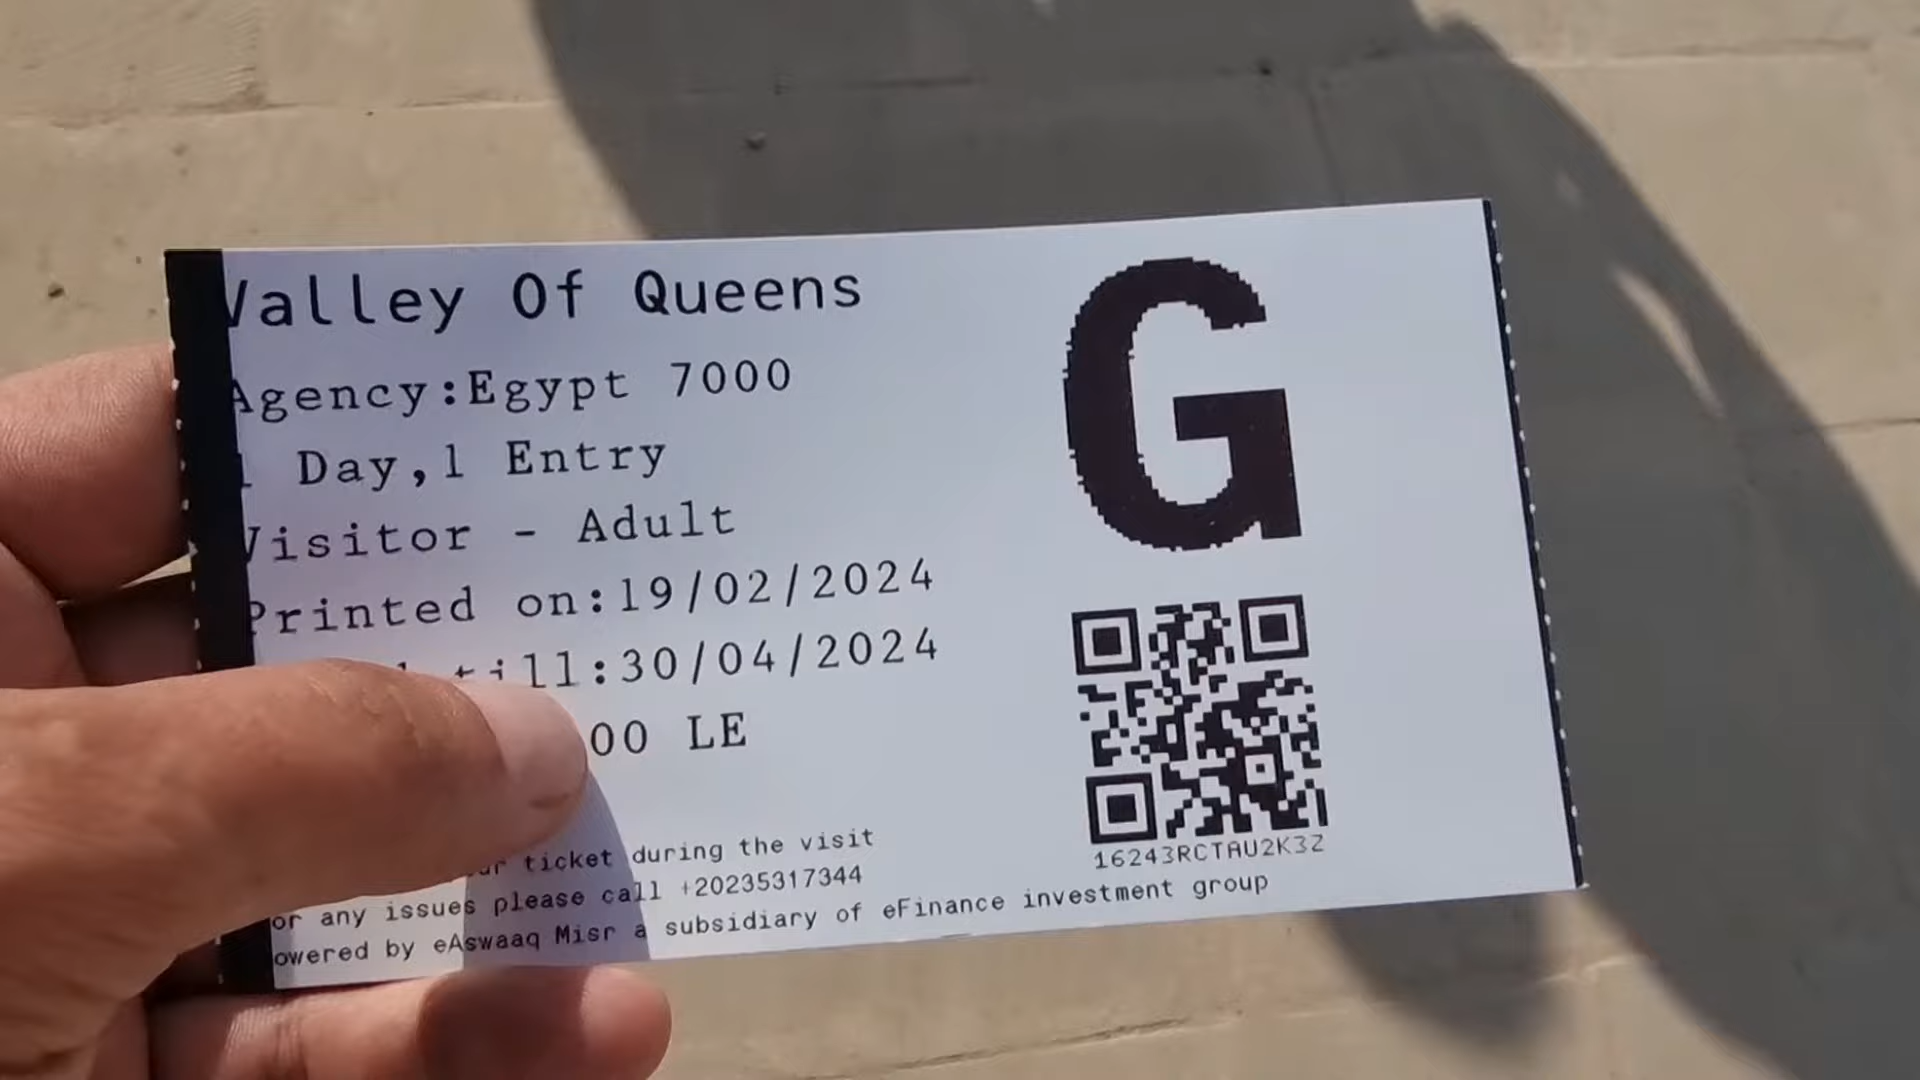 Valley Of Queens
Agency:Egypt 7000
1 Day,1 Entry
Visitor - Adult
Printed on:19/02/2024
till:30/04/2024
00 LE
ticket during the visit
or any issues please call +20235317344
owered by eAswaaq Misr a subsidiary of eFinance investment group
G
16243RCTAU2K3Z